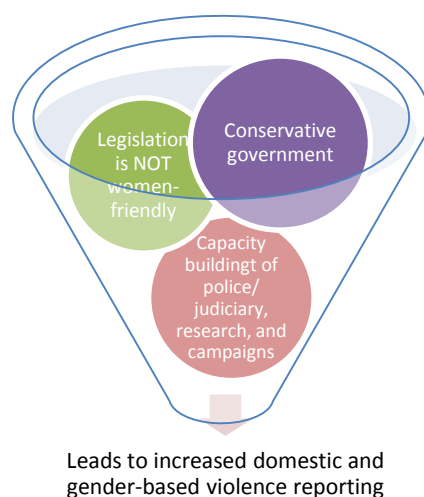 Legislation
is NOT
women-
friendly
Conservative
government
Capacity
buildingt of
police/
judiciary,
research, and
campaigns
Leads to increased domestic and
gender-based violence reporting